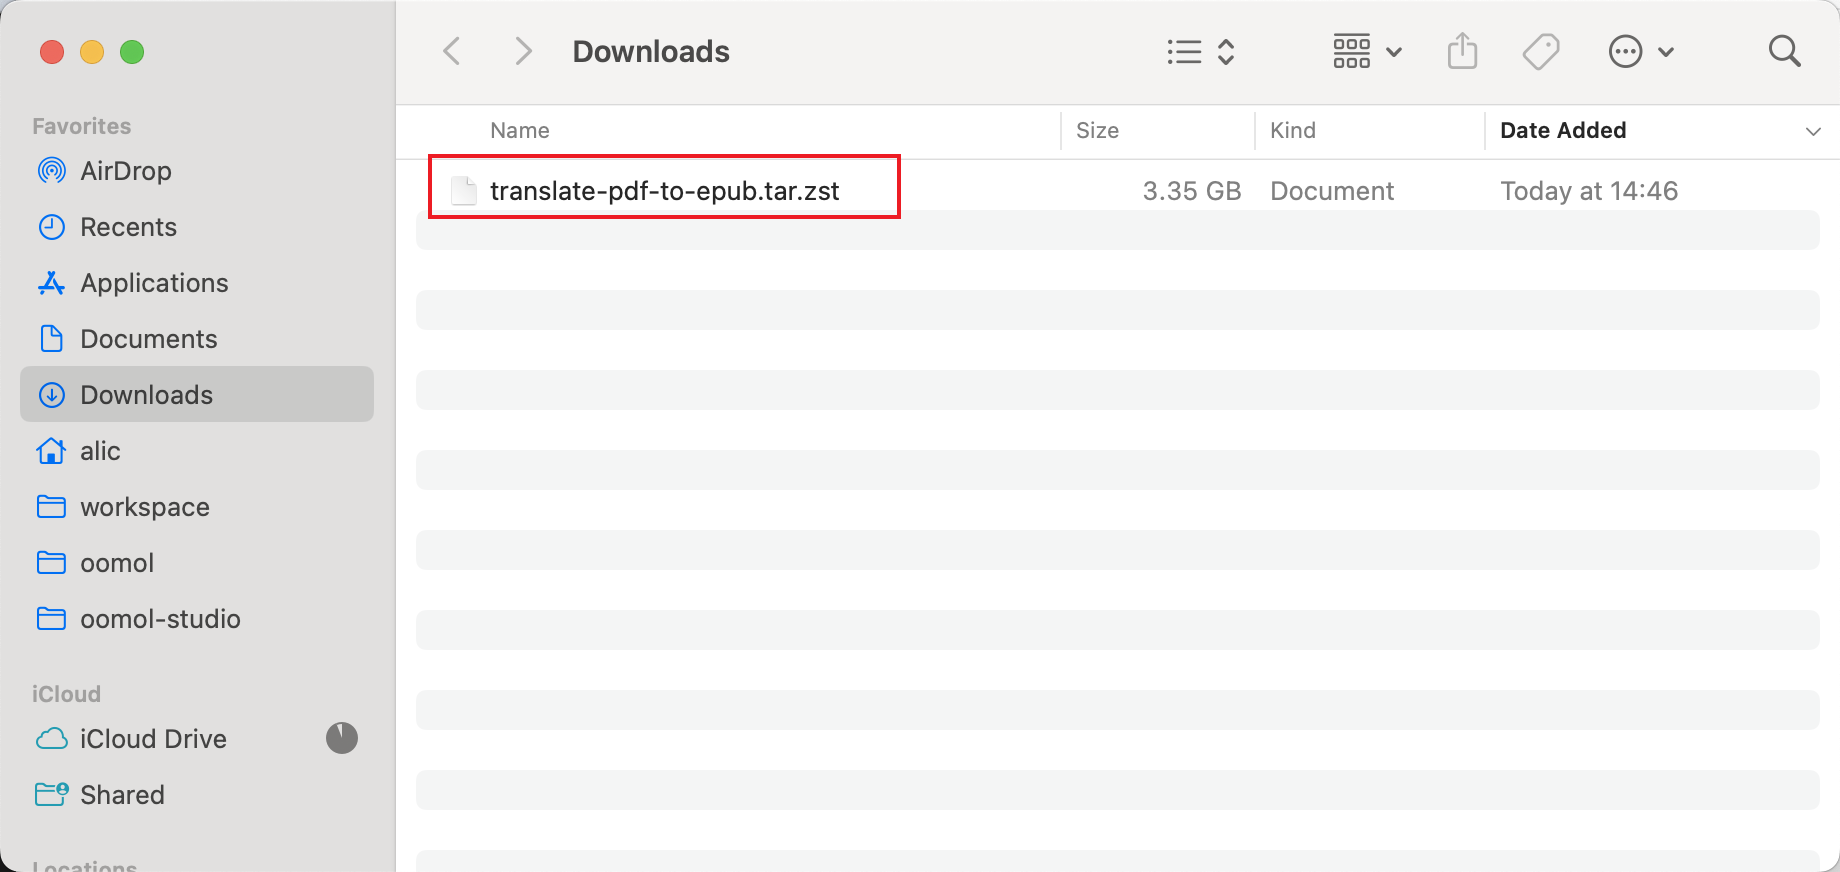 Downloads
Favorites
AirDrop
Recents
Applications
Documents
Downloads
alic
workspace
oomol
oomol-studio
iCloud
iCloud Drive
Shared
Locations
Name Size Kind Date Added
translate-pdf-to-epub.tar.zst 3.35 GB Document Today at 14:46